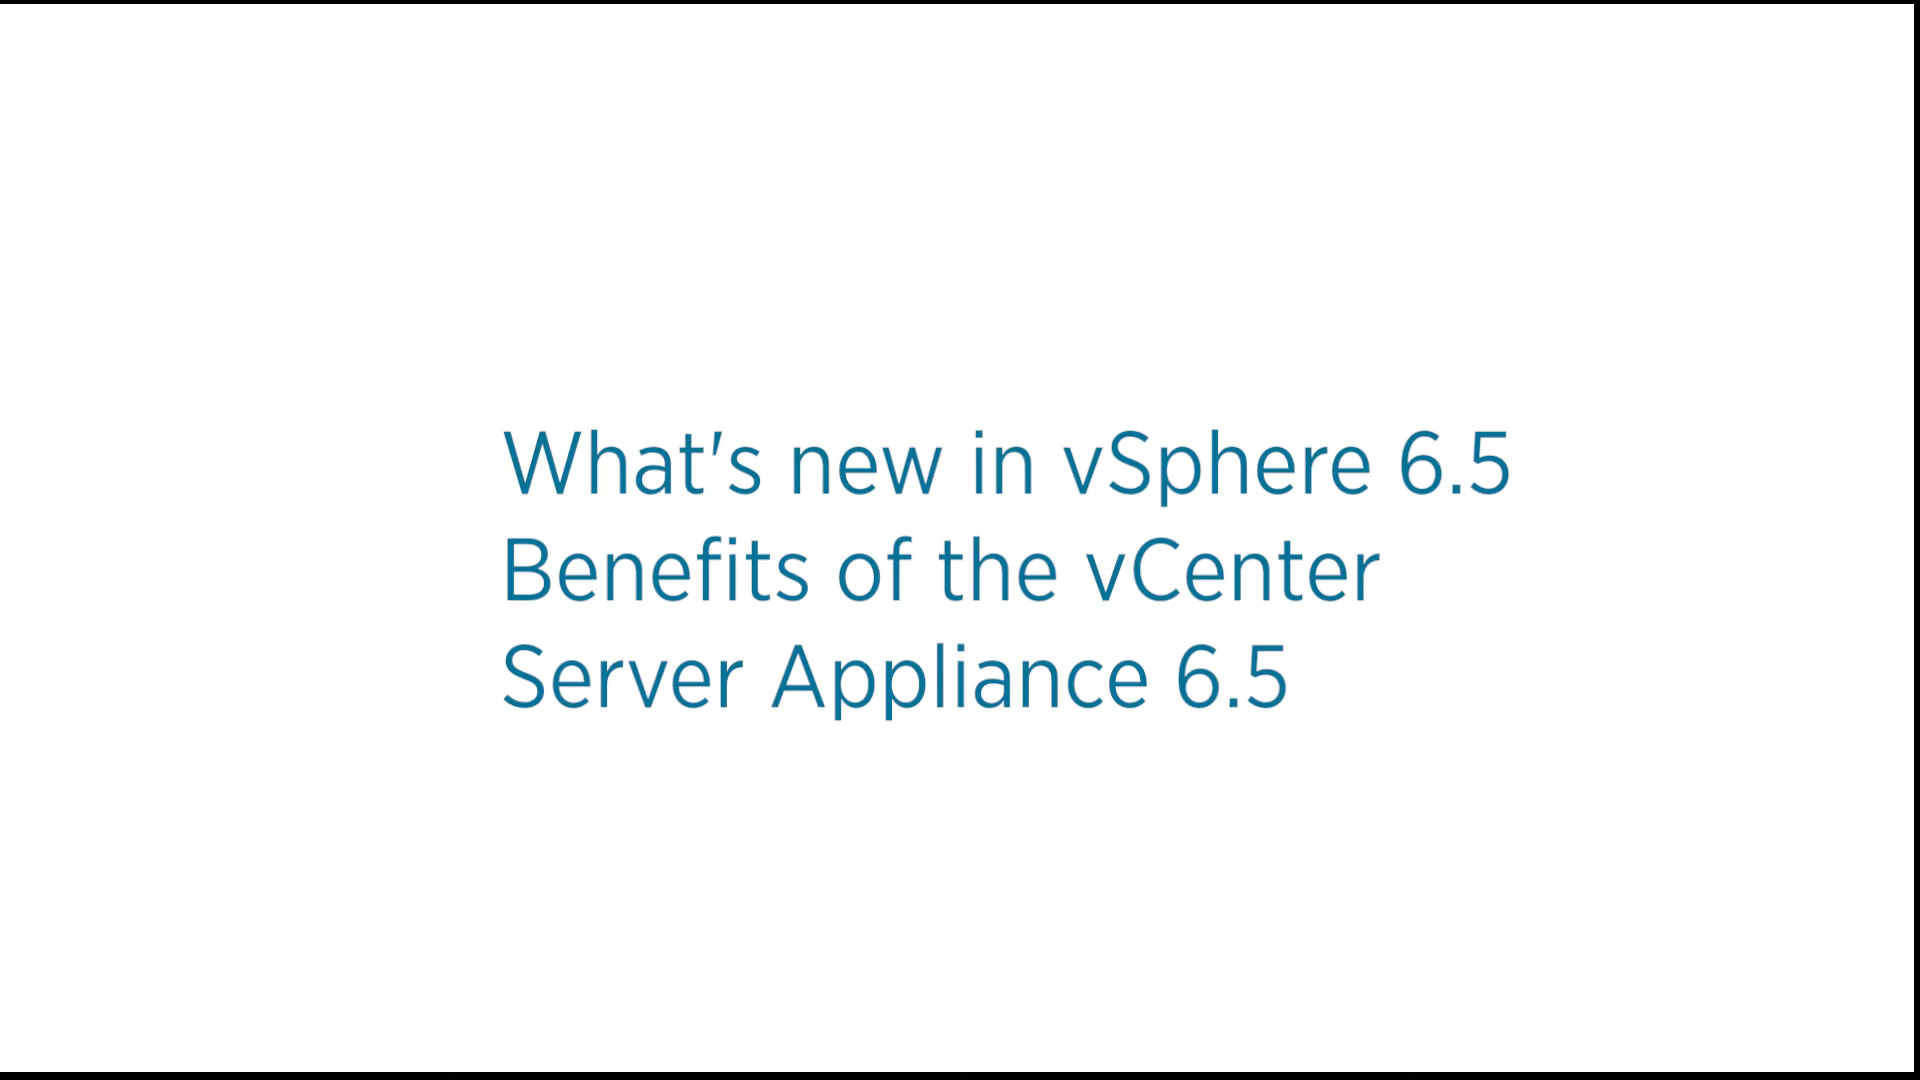 What's new in vSphere 6.5
Benefits of the vCenter
Server Appliance 6.5